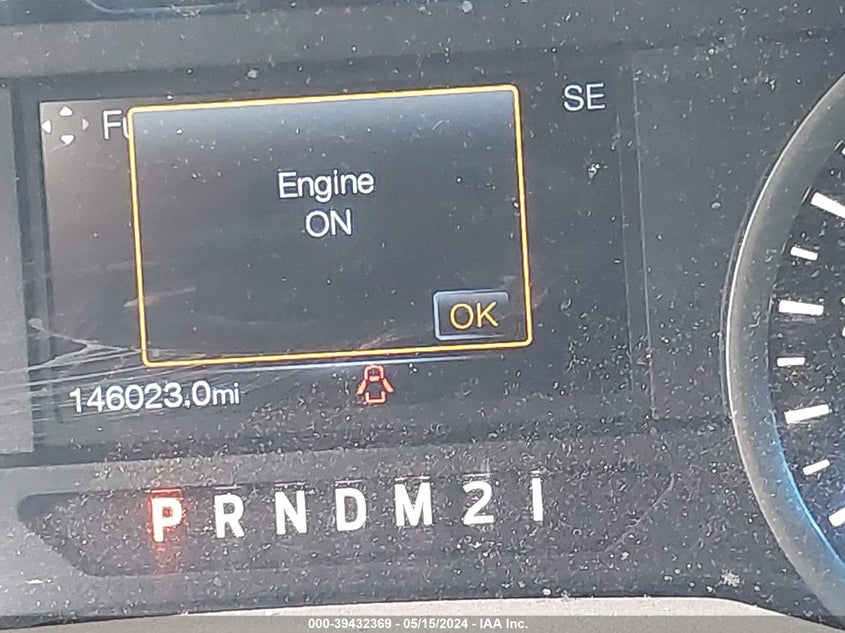 SE
Engine
ON
OK
146023.0mi
P R N D M 2 1
000-39432369 - 05/15/2024 - IAA Inc.